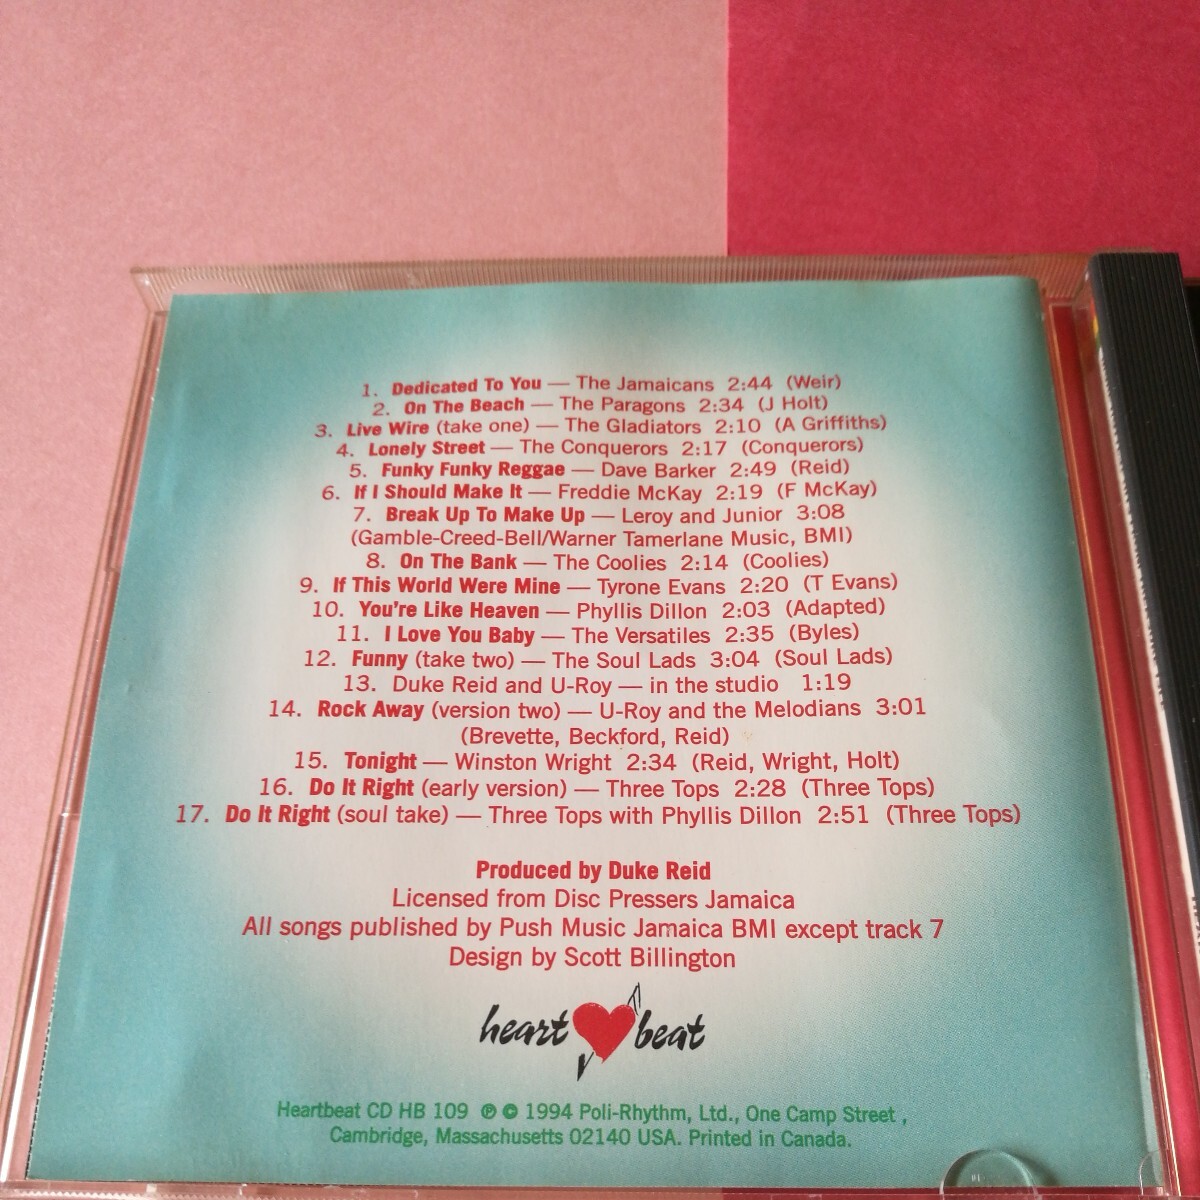 1. Dedicated To You — The Jamaicans 2:44 (Weir)
2. On The Beach — The Paragons 2:34 (J Holt)
3. Live Wire (take one) — The Gladiators 2:10 (A Griffiths)
4. Lonely Street — The Conquerors 2:17 (Conquerors)
5. Funky Funky Reggae — Dave Barker 2:49 (Reid)
6. If I Should Make It — Freddie McKay 2:19 (F McKay)
7. Break Up To Make Up — Leroy and Junior 3:08
(Gamble-Creed-Bell/Warner Tamerlane Music, BMI)
8. On The Bank — The Coolies 2:14 (Coolies)
9. If This World Were Mine — Tyrone Evans 2:20 (T Evans)
10. You're Like Heaven — Phyllis Dillon 2:03 (Adapted)
11. I Love You Baby — The Versatiles 2:35 (Byles)
12. Funny (take two) — The Soul Lads 3:04 (Soul Lads)
13. Duke Reid and U-Roy — in the studio 1:19
14. Rock Away (version two) — U-Roy and the Melodians 3:01
(Brevette, Beckford, Reid)
15. Tonight — Winston Wright 2:34 (Reid, Wright, Holt)
16. Do It Right (early version) — Three Tops 2:28 (Three Tops)
17. Do It Right (soul take) — Three Tops with Phyllis Dillon 2:51 (Three Tops)
Produced by Duke Reid
Licensed from Disc Pressers Jamaica
All songs published by Push Music Jamaica BMI except track 7
Design by Scott Billington
heart beat
Heartbeat CD HB 109 ℗ © 1994 Poli-Rhythm, Ltd., One Camp Street ,
Cambridge, Massachusetts 02140 USA. Printed in Canada.